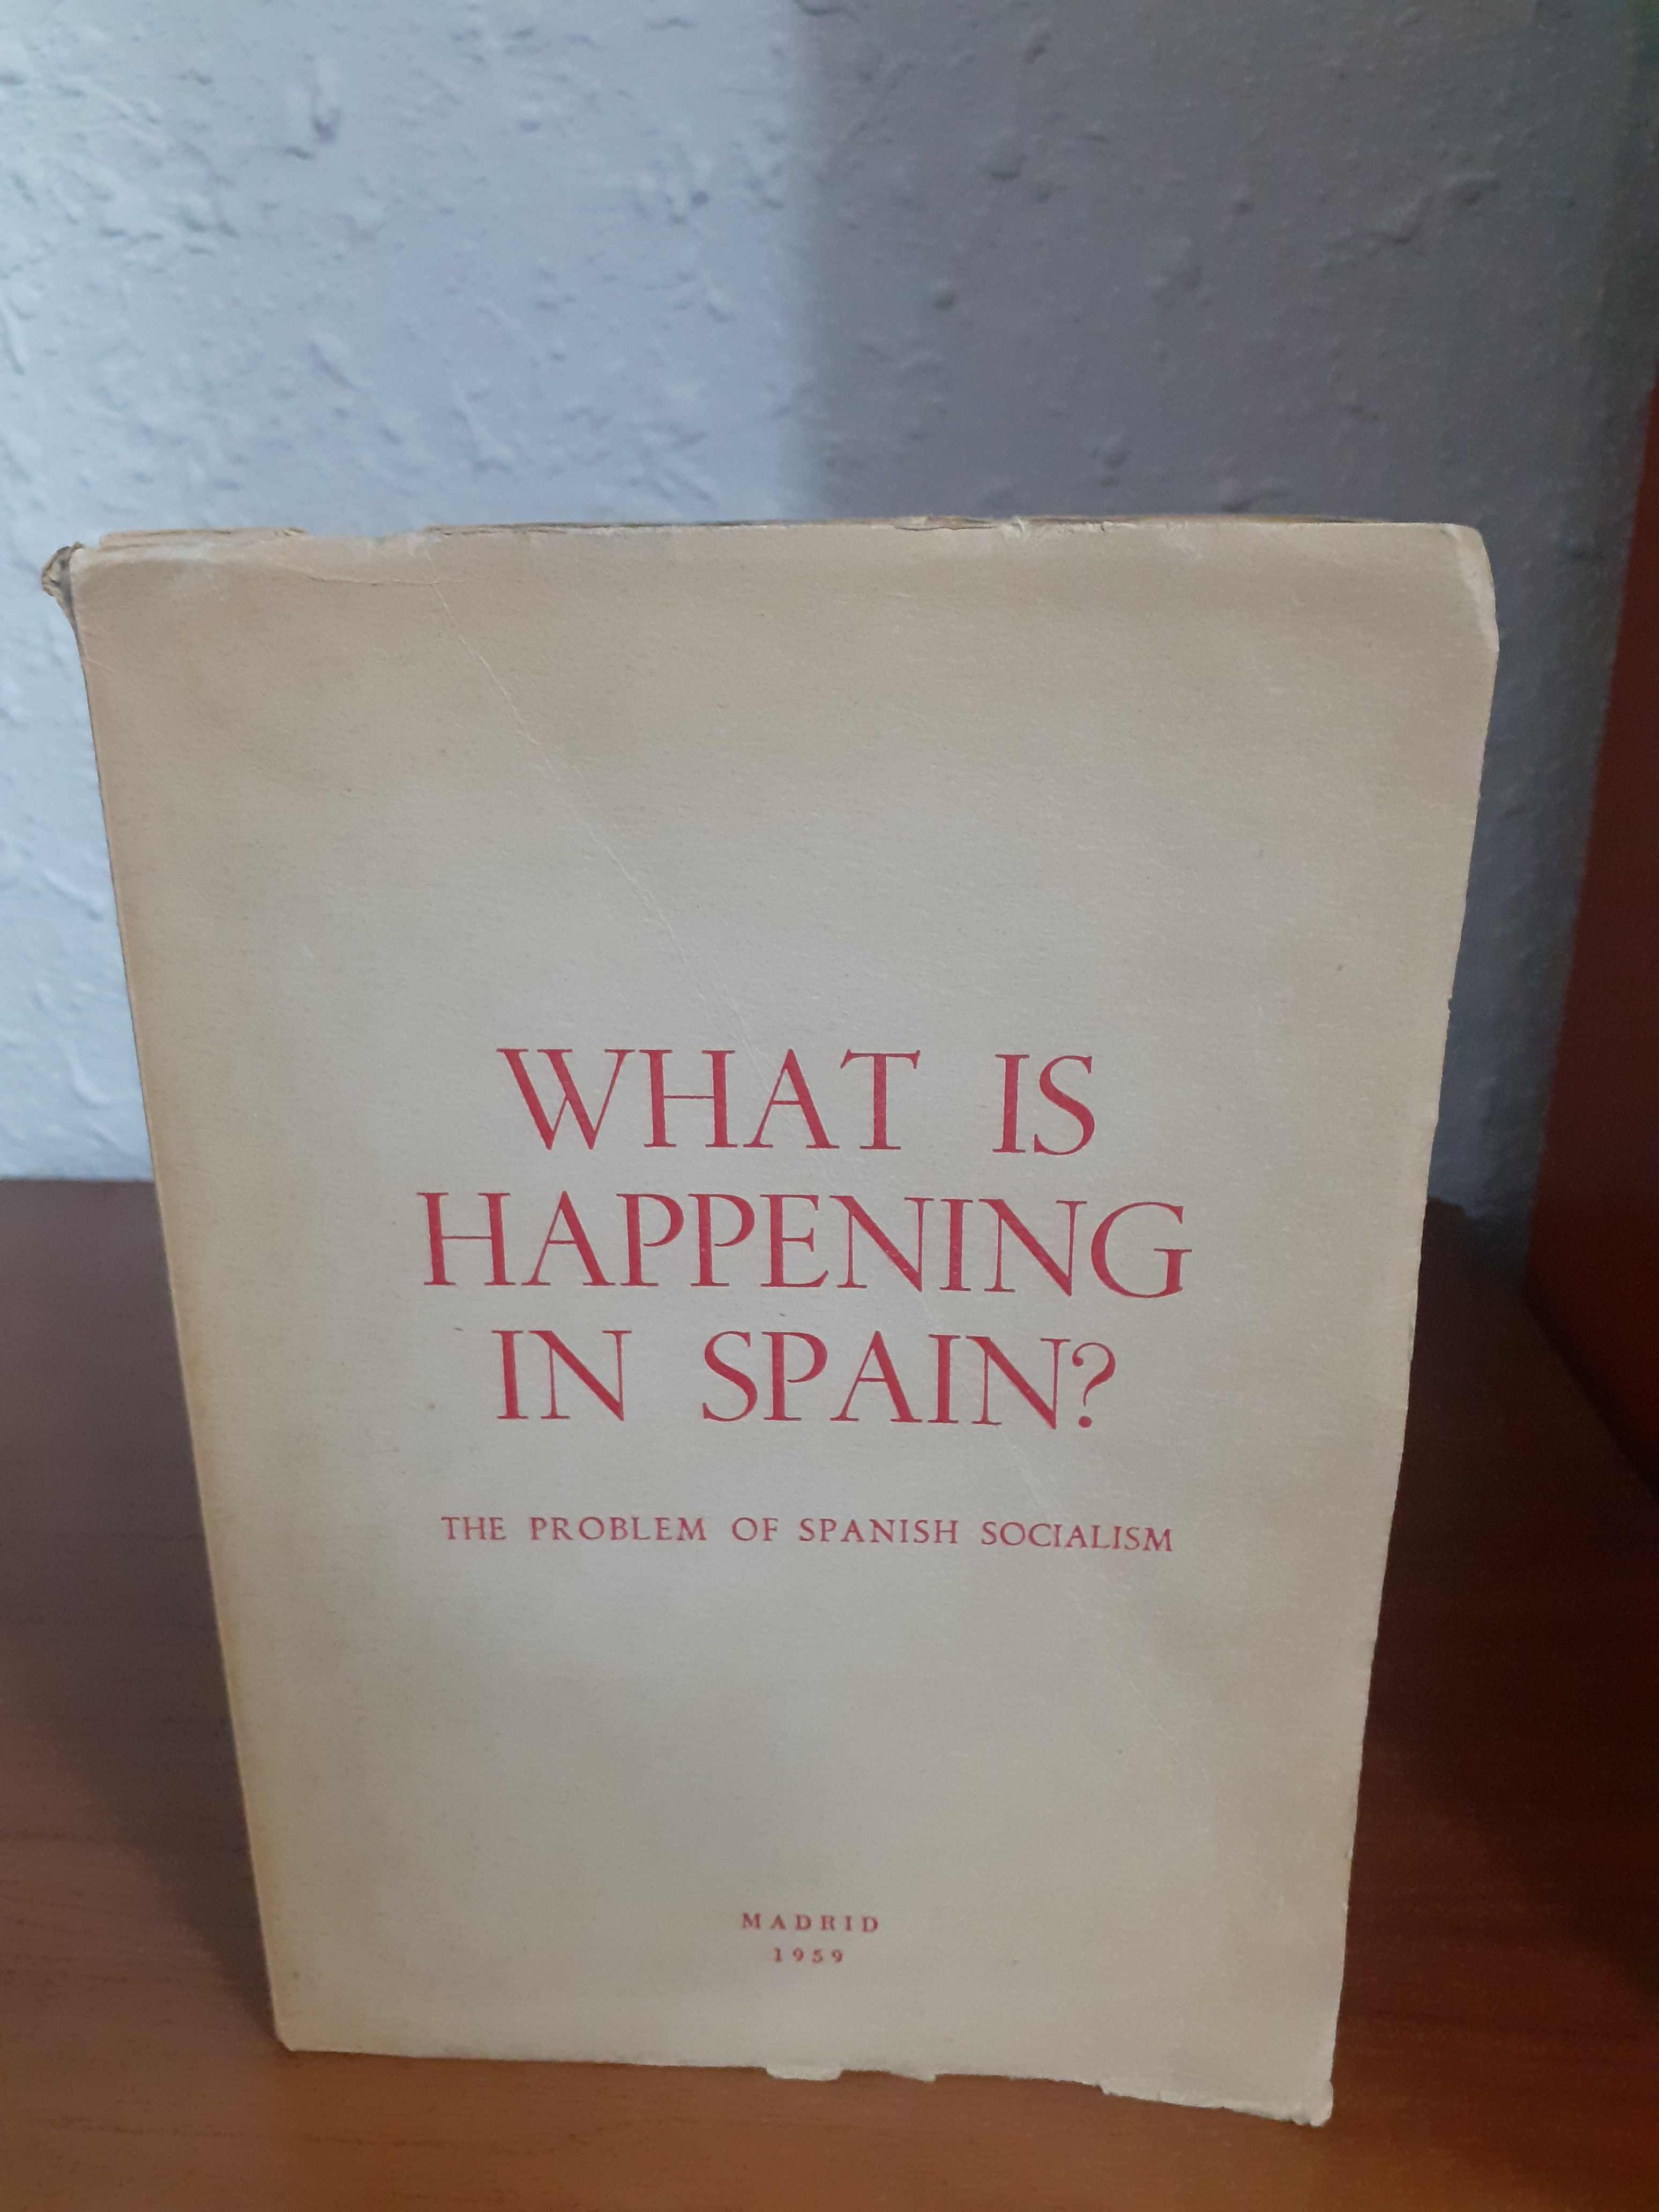 WHAT IS
HAPPENING
IN SPAIN?
THE PROBLEM OF SPANISH SOCIALISM
MADRID
1959